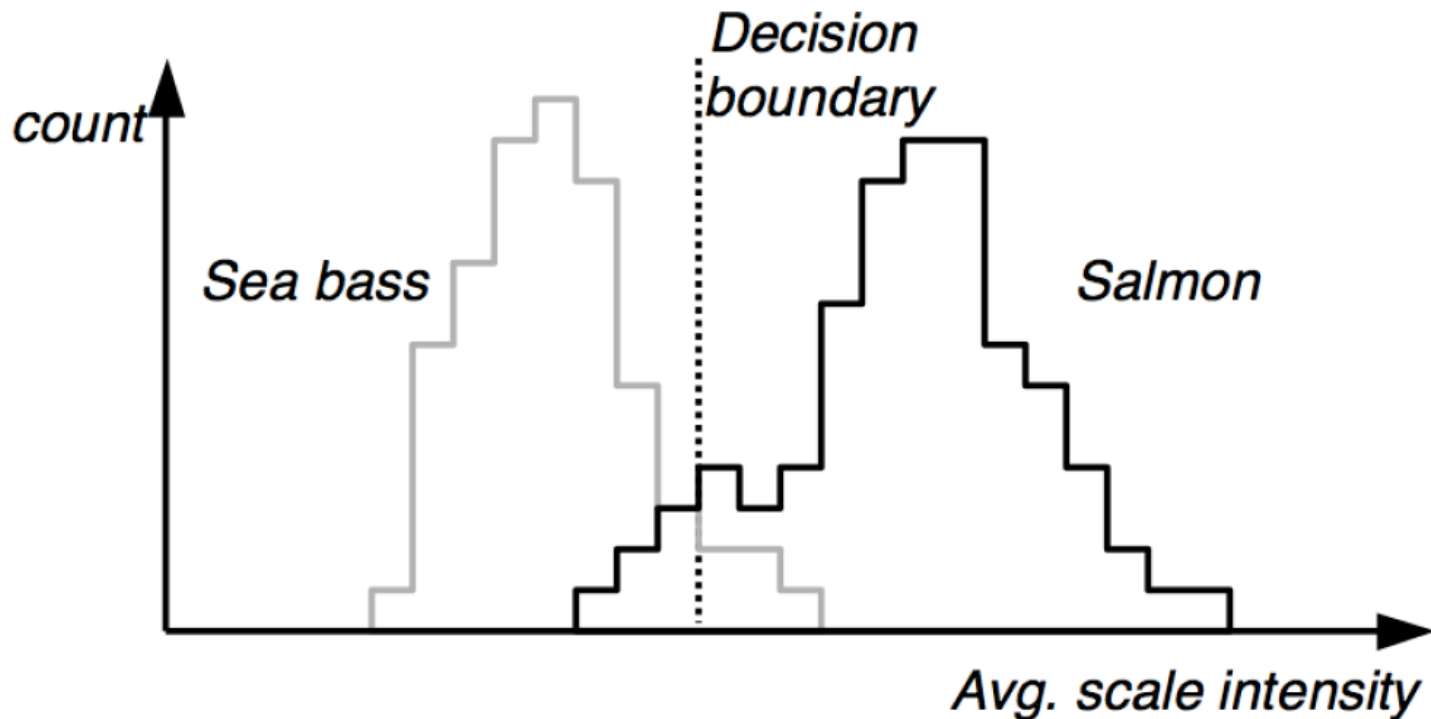 Decision
boundary
count
Sea bass
Salmon
Avg. scale intensity